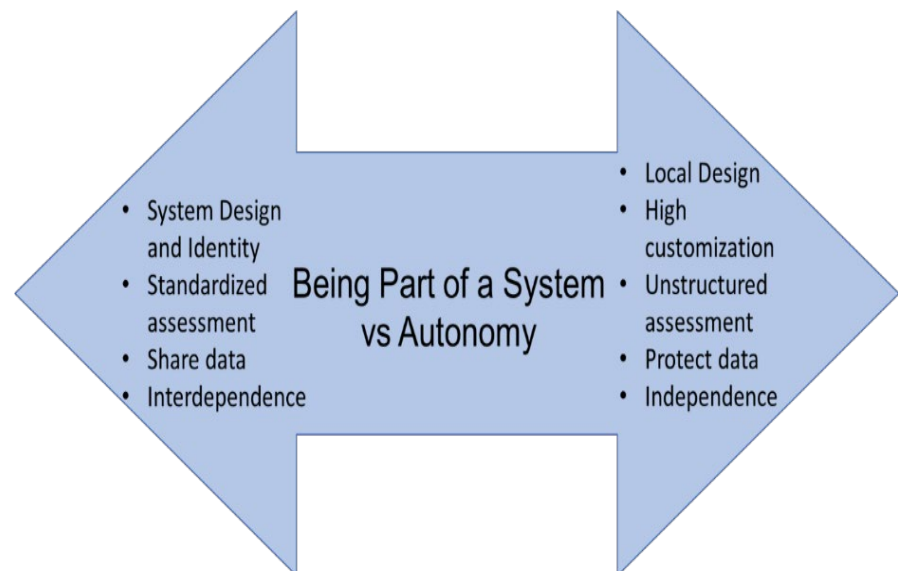 • System Design
and Identity
• Standardized
assessment
• Share data
• Interdependence
Being Part of a System
vs Autonomy
• Local Design
• High
customization
• Unstructured
assessment
• Protect data
• Independence